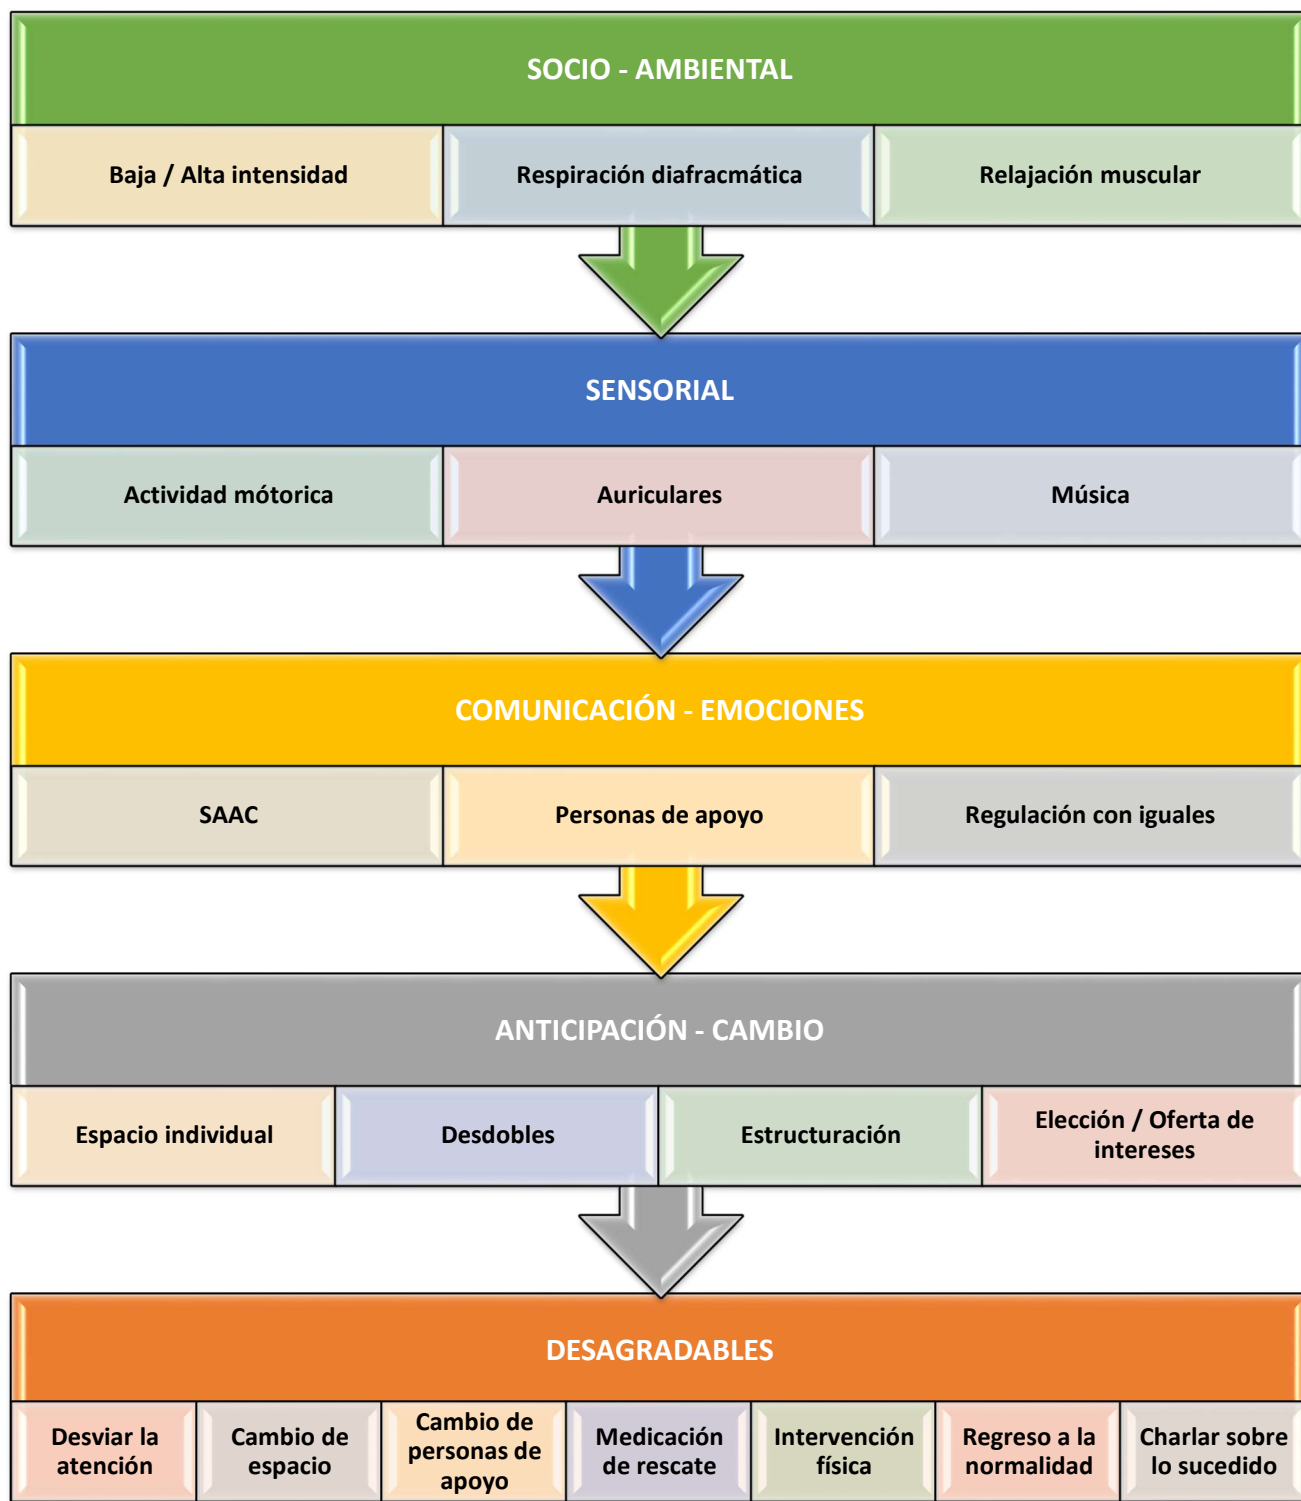 SOCIO - AMBIENTAL
Baja / Alta intensidad
Respiración diafracmática
Relajación muscular
SENSORIAL
Actividad mótorica
Auriculares
Música
COMUNICACIÓN - EMOCIONES
SAAC
Personas de apoyo
Regulación con iguales
ANTICIPACIÓN - CAMBIO
Espacio individual
Desdobles
Estructuración
Elección / Oferta de
intereses
DESAGRADABLES
Desviar la
atención
Cambio de
espacio
Cambio de
personas de
apoyo
Medicación
de rescate
Intervención
física
Regreso a la
normalidad
Charlar sobre
lo sucedido